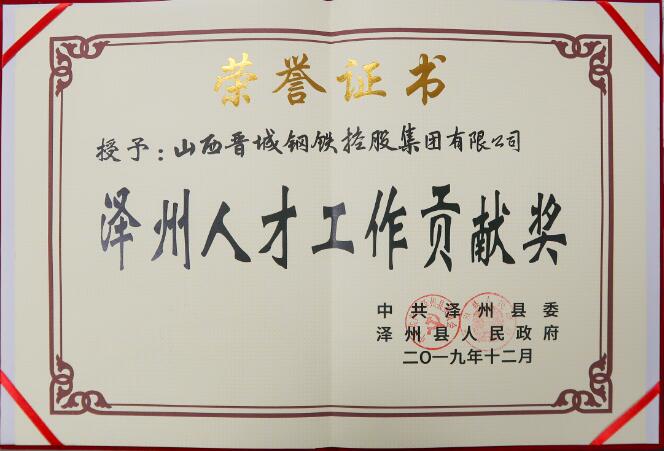 荣誉证书
授予：山西晋城钢铁控股集团有限公司
泽州人才工作贡献奖
中共泽州县委
泽州县人民政府
二〇一九年十二月